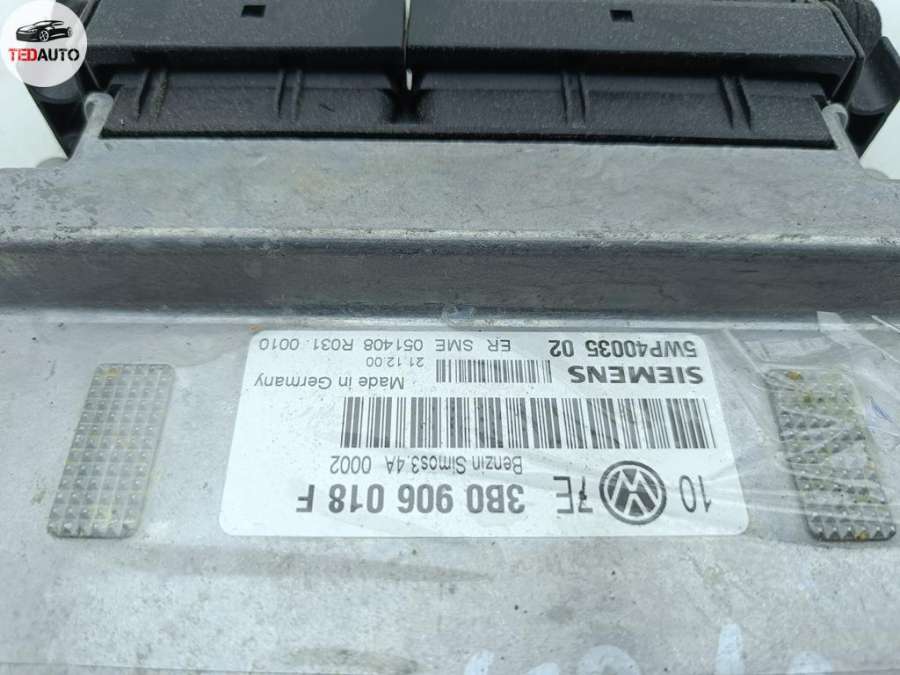 TEDAUTO
10 VW 7E 3B0 906 018 F
Benzin Simos3.4A 0002
SIEMENS Made in Germany
21.12.00
5WP40035 02 ER SME 051408 R031 0010